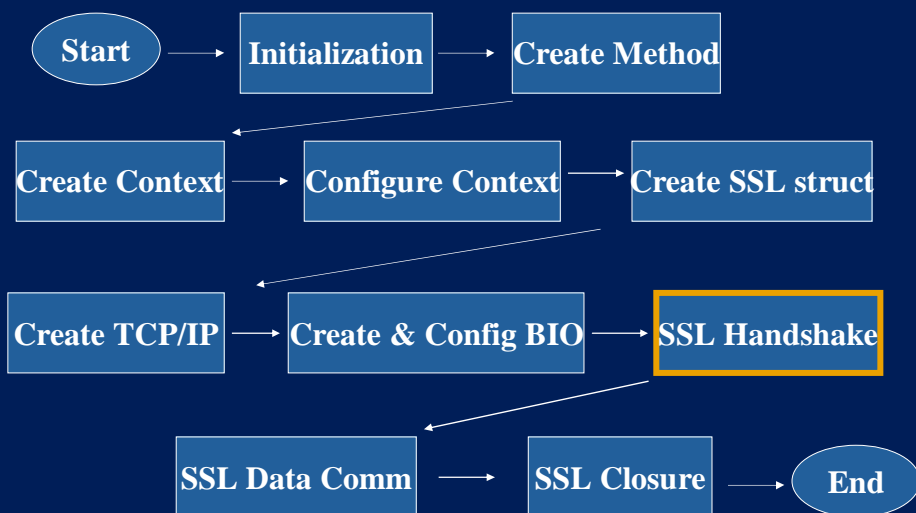 Start
Initialization
Create Method
Create Context
Configure Context
Create SSL struct
Create TCP/IP
Create & Config BIO
SSL Handshake
SSL Data Comm
SSL Closure
End